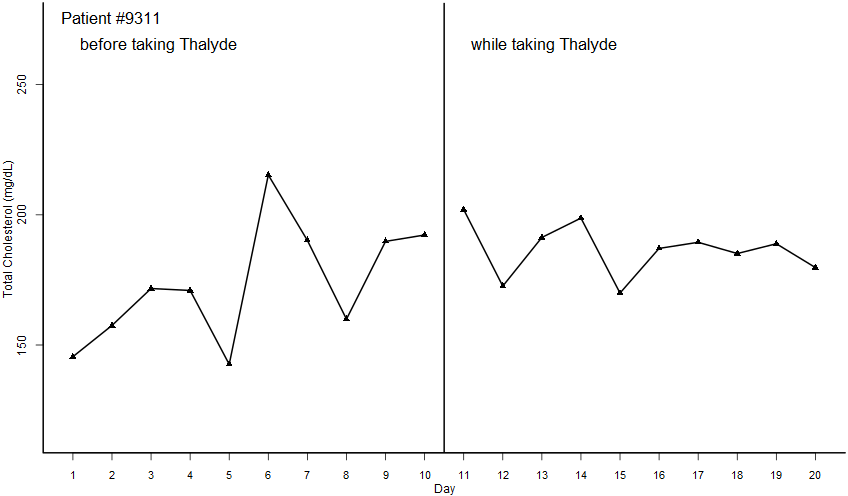 Patient #9311
before taking Thalyde
while taking Thalyde
Total Cholesterol (mg/dL)
250
200
150
1 2 3 4 5 6 7 8 9 10 11 12 13 14 15 16 17 18 19 20
Day